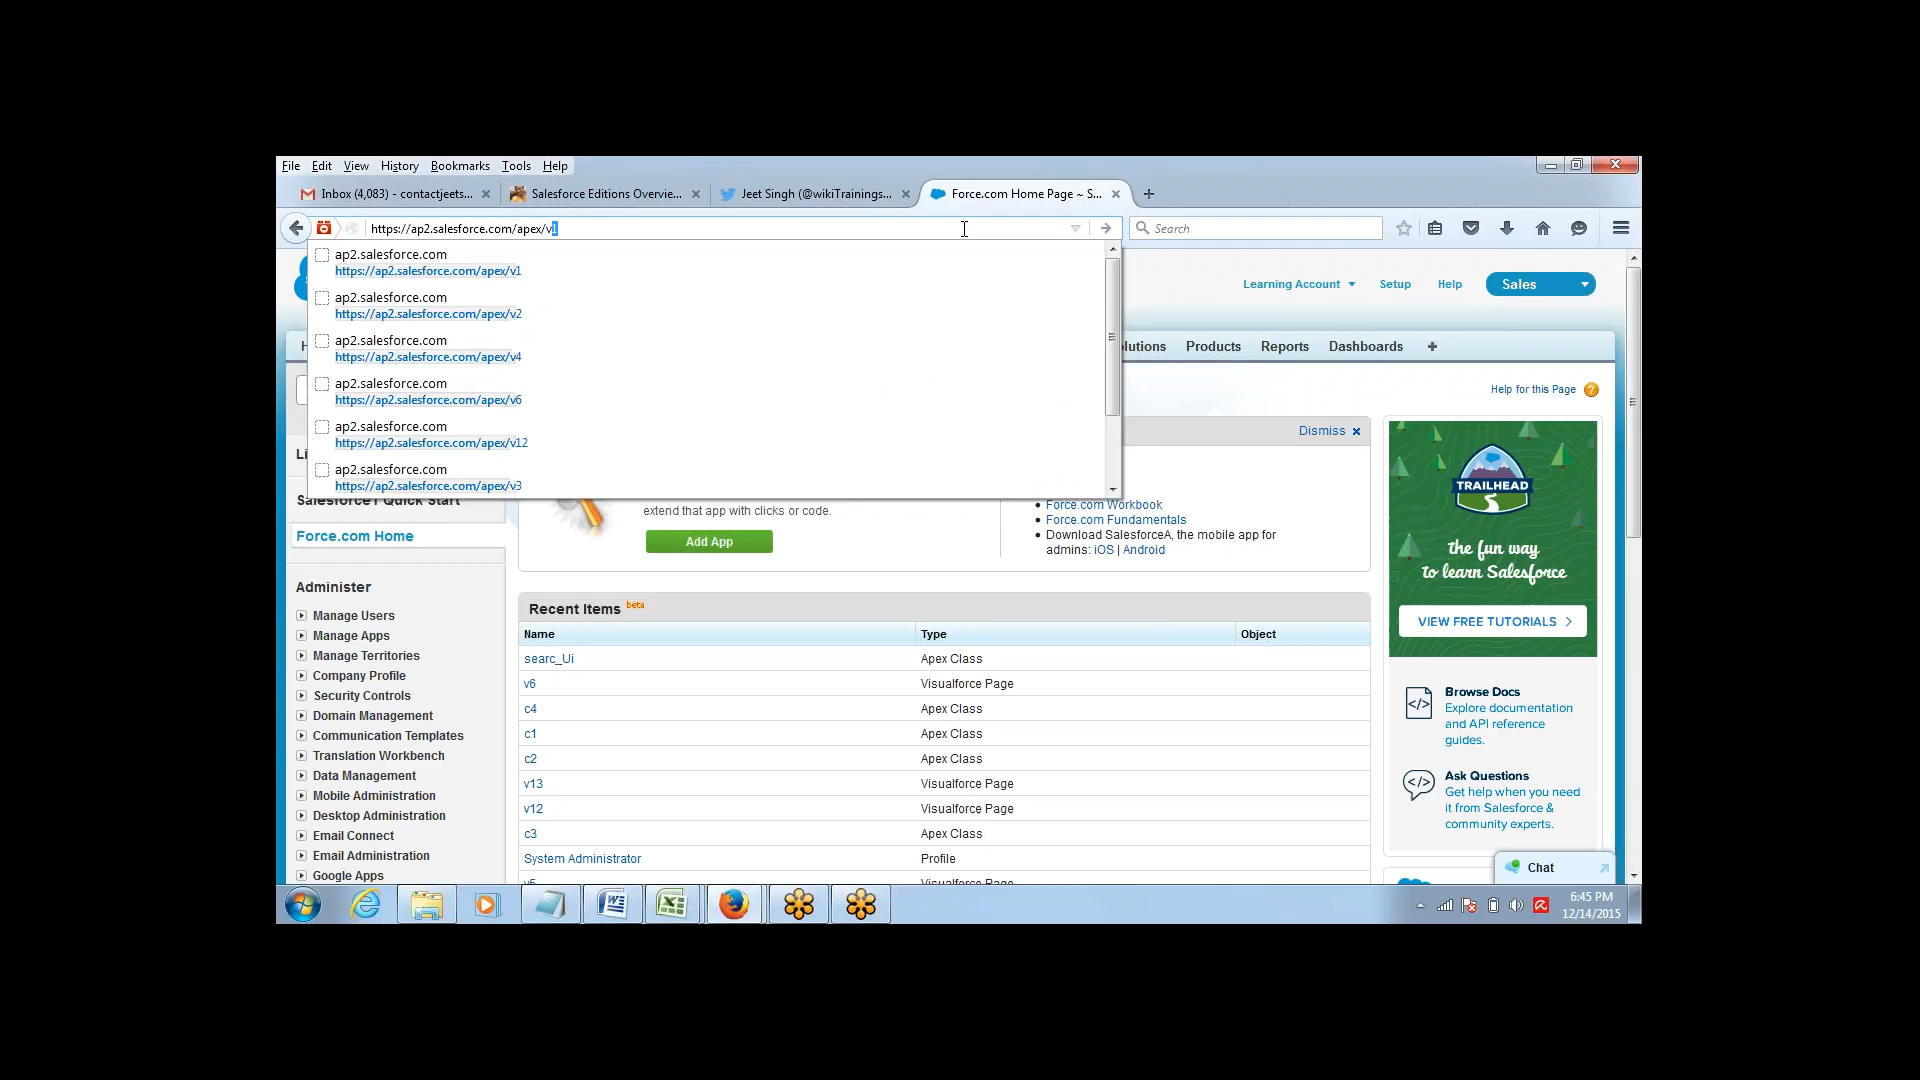 File Edit View History Bookmarks Tools Help
Inbox (4,083) - contactjeets...
Salesforce Editions Overvie...
Jeet Singh (@wikiTrainings...
Force.com Home Page ~ S...
https://ap2.salesforce.com/apex/v1
Search
ap2.salesforce.com
https://ap2.salesforce.com/apex/v1
ap2.salesforce.com
https://ap2.salesforce.com/apex/v2
ap2.salesforce.com
https://ap2.salesforce.com/apex/v4
ap2.salesforce.com
https://ap2.salesforce.com/apex/v6
ap2.salesforce.com
https://ap2.salesforce.com/apex/v12
ap2.salesforce.com
https://ap2.salesforce.com/apex/v3
Learning Account Setup Help Sales
Products Reports Dashboards +
Help for this Page ?
Dismiss
Salesforce1 Quick Start
Force.com Home
Administer
Manage Users
Manage Apps
Manage Territories
Company Profile
Security Controls
Domain Management
Communication Templates
Translation Workbench
Data Management
Mobile Administration
Desktop Administration
Email Connect
Email Administration
Google Apps
extend that app with clicks or code.
Add App
Force.com Workbook
Force.com Fundamentals
Download SalesforceA, the mobile app for
admins: iOS | Android
Recent Items beta
Name Type Object
searc_Ui Apex Class
v6 Visualforce Page
c4 Apex Class
c1 Apex Class
c2 Apex Class
v13 Visualforce Page
v12 Visualforce Page
c3 Apex Class
System Administrator Profile
v5 Visualforce Page
TRAILHEAD
the fun way
to learn Salesforce
VIEW FREE TUTORIALS >
Browse Docs
Explore documentation
and API reference
guides.
Ask Questions
Get help when you need
it from Salesforce &
community experts.
Chat
6:45 PM
12/14/2015